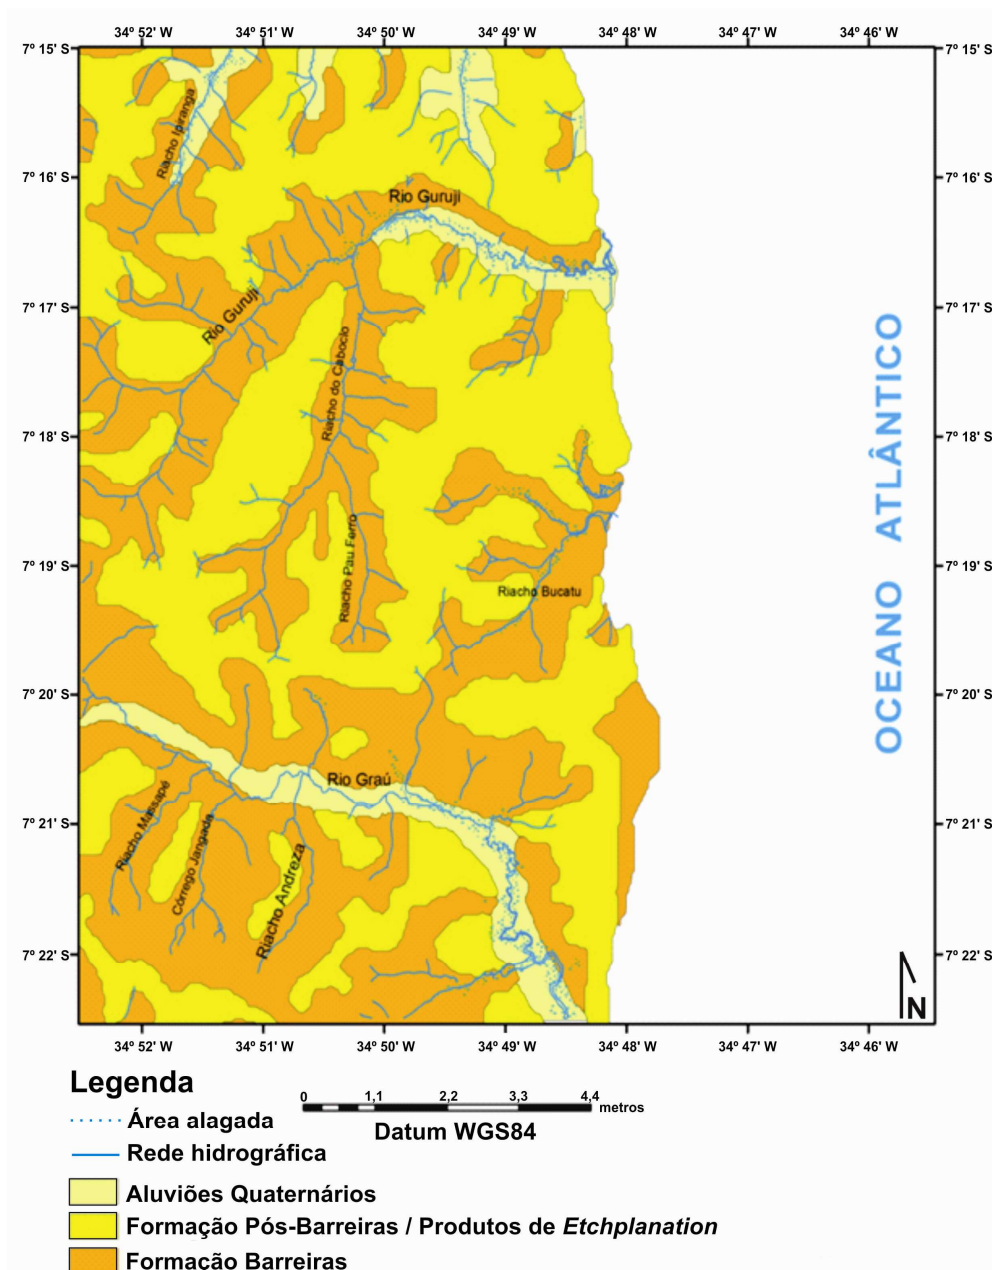 34º 52' W 34º 51' W 34º 50' W 34º 49' W 34º 48' W 34º 47' W 34º 46' W
7º 15' S 7º 15' S
Riacho Ipiranga
7º 16' S 7º 16' S
Rio Guruji
Rio Guruji
7º 17' S 7º 17' S
Riacho do Caboclo
OCEANO ATLÂNTICO
7º 18' S 7º 18' S
Riacho Pau Ferro
7º 19' S 7º 19' S
Riacho Bucatu
7º 20' S 7º 20' S
Rio Graú
Riacho Massapé
7º 21' S 7º 21' S
Córrego Jangada
Riacho Andreza
7º 22' S 7º 22' S
N
34º 52' W 34º 51' W 34º 50' W 34º 49' W 34º 48' W 34º 47' W 34º 46' W
Legenda
0 1,1 2,2 3,3 4,4
metros
Área alagada
Datum WGS84
Rede hidrográfica
Aluviões Quaternários
Formação Pós-Barreiras / Produtos de Etchplanation
Formação Barreiras